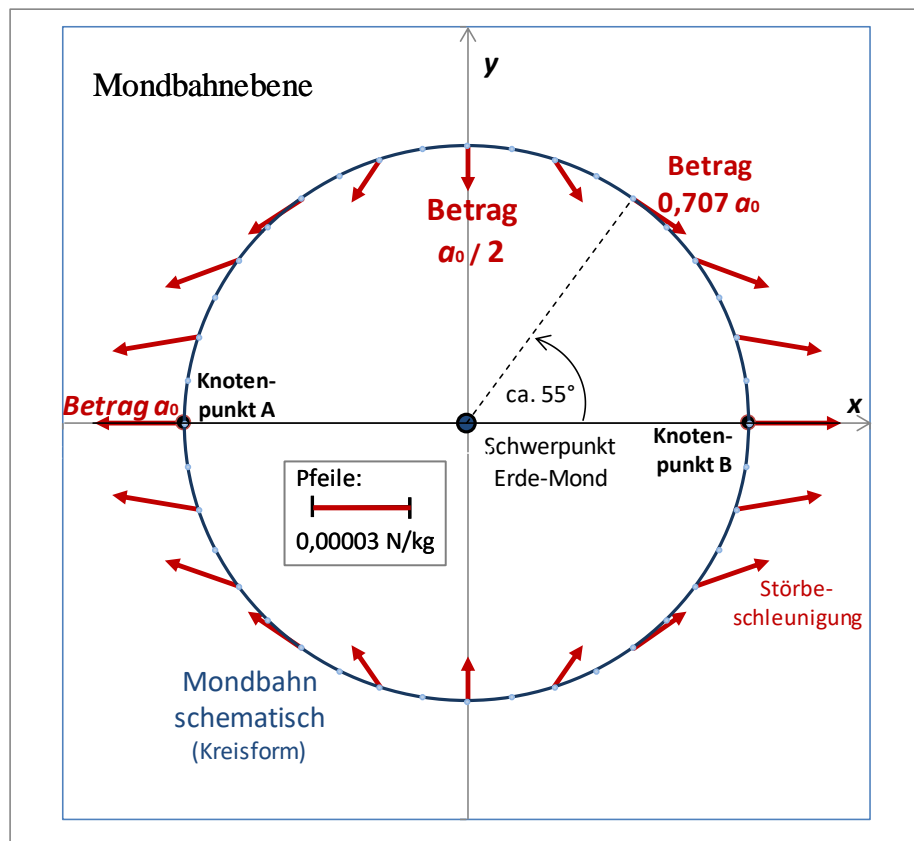 Mondbahnebene
y
Betrag
0,707 a₀
Betrag
a₀ / 2
ca. 55°
Knoten-
punkt A
Betrag a₀
x
Schwerpunkt
Erde-Mond
Knoten-
punkt B
Pfeile:
0,00003 N/kg
Störbe-
schleunigung
Mondbahn
schematisch
(Kreisform)